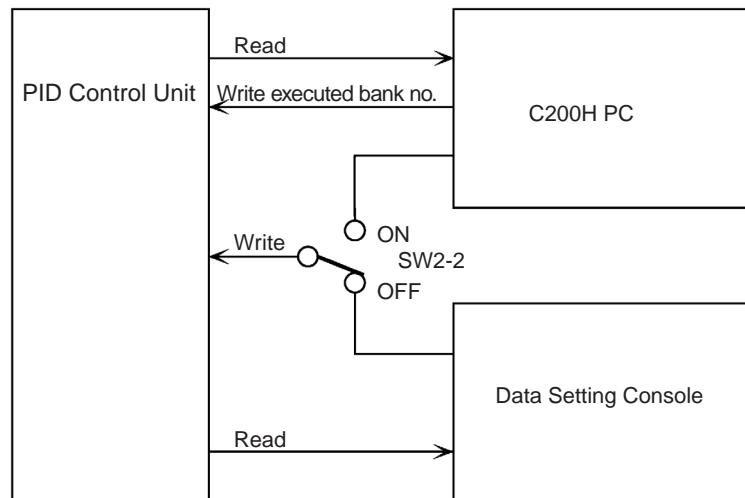 Read
PID Control Unit
Write executed bank no.
C200H PC
ON
Write
SW2-2
OFF
Data Setting Console
Read